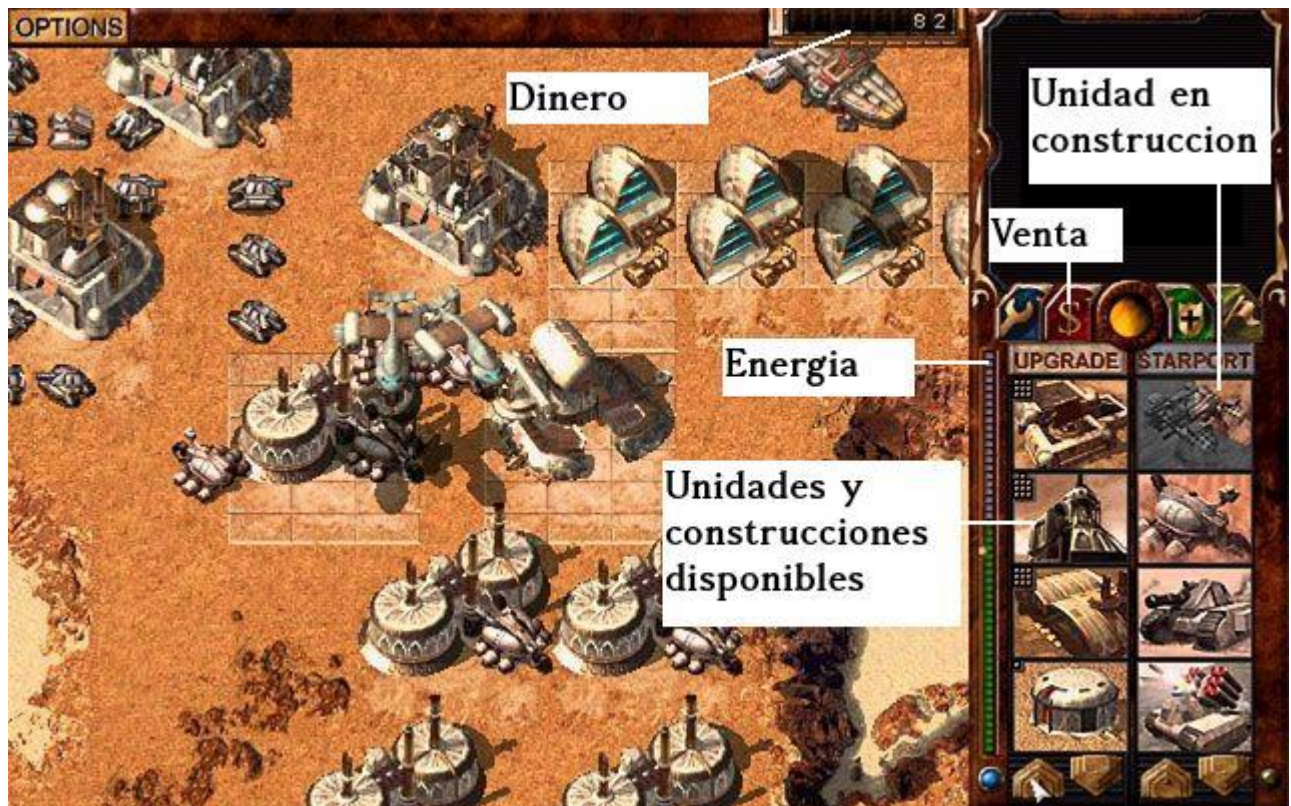 OPTIONS
82
Dinero
Unidad en
construccion
Venta
$
Energia
UPGRADE STARPORT
Unidades y
construcciones
disponibles